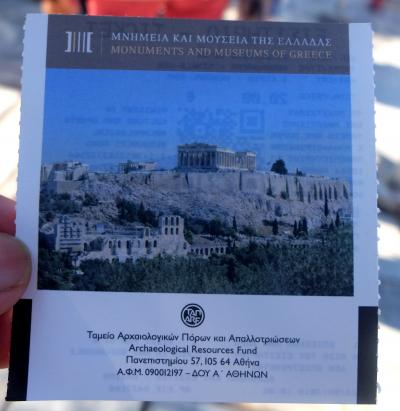 ΜΝΗΜΕΙΑ ΚΑΙ ΜΟΥΣΕΙΑ ΤΗΣ ΕΛΛΑΔΑΣ
MONUMENTS AND MUSEUMS OF GREECE
ΤΑΠ
Ταμείο Αρχαιολογικών Πόρων και Απαλλοτριώσεων
Archaeological Resources Fund
Πανεπιστημίου 57, 105 64 Αθήνα
Α.Φ.Μ. 090012197 – ΔΟΥ Α΄ ΑΘΗΝΩΝ